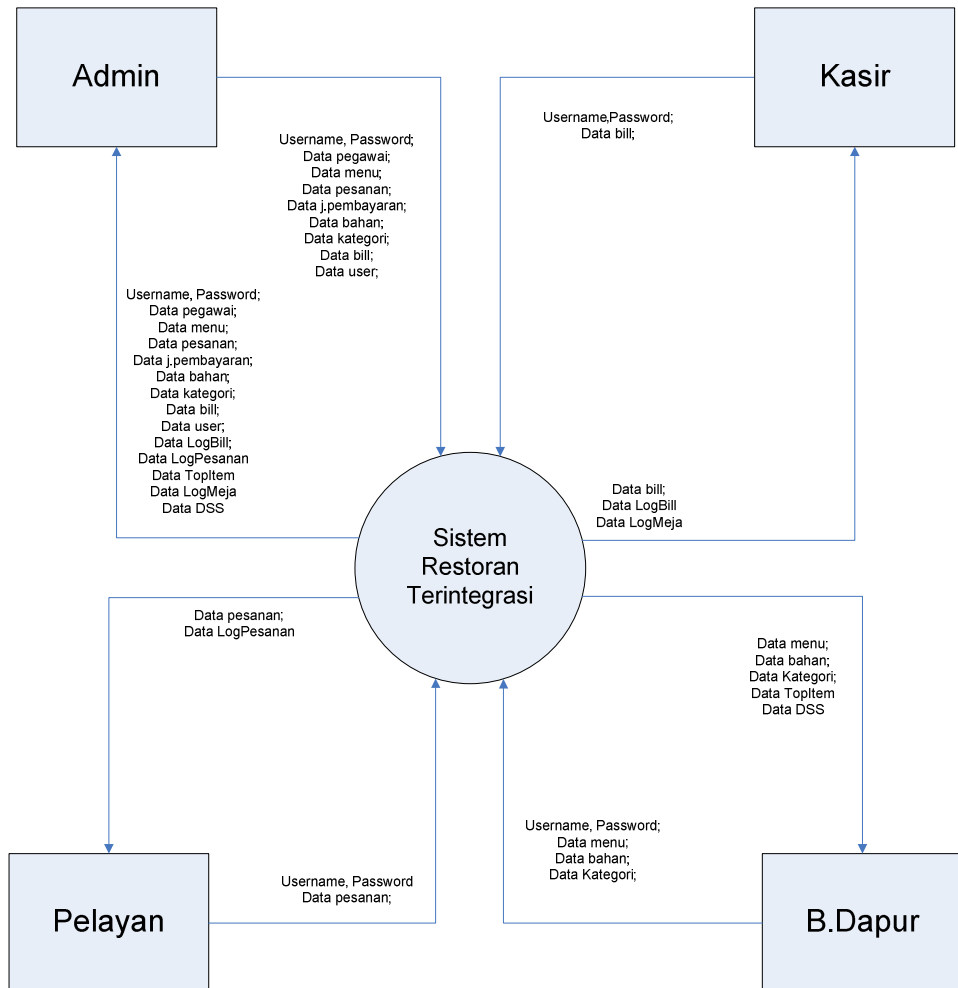 Admin
Kasir
Username, Password;
Data pegawai;
Data menu;
Data pesanan;
Data j.pembayaran;
Data bahan;
Data kategori;
Data bill;
Data user;
Username,Password;
Data bill;
Username, Password;
Data pegawai;
Data menu;
Data pesanan;
Data j.pembayaran;
Data bahan;
Data kategori;
Data bill;
Data user;
Data LogBill;
Data LogPesanan
Data TopItem
Data LogMeja
Data DSS
Data bill;
Data LogBill
Data LogMeja
Sistem
Restoran
Terintegrasi
Data pesanan;
Data LogPesanan
Data menu;
Data bahan;
Data Kategori;
Data TopItem
Data DSS
Username, Password
Data pesanan;
Username, Password;
Data menu;
Data bahan;
Data Kategori;
Pelayan
B.Dapur